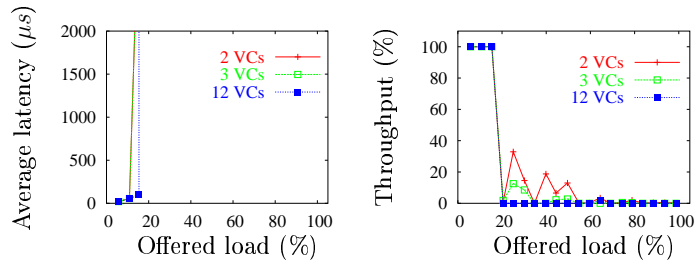 Average latency (μs)
2000
1500
1000
500
0
0 20 40 60 80 100
Offered load (%)
2 VCs
3 VCs
12 VCs
Throughput (%)
100
80
60
40
20
0
0 20 40 60 80 100
Offered load (%)
2 VCs
3 VCs
12 VCs